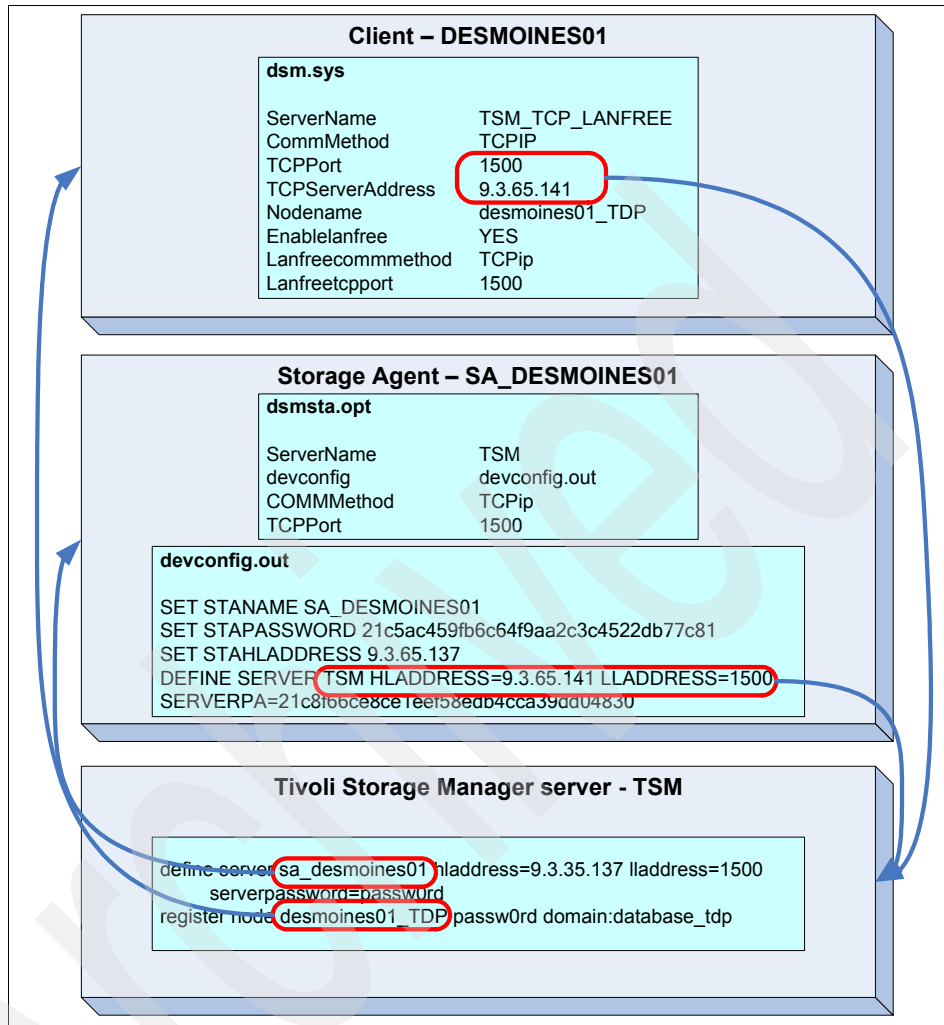 Client – DESMOINES01
dsm.sys
ServerName TSM_TCP_LANFREE
CommMethod TCPIP
TCPPort 1500
TCPServerAddress 9.3.65.141
Nodename desmoines01_TDP
Enablelanfree YES
Lanfreecommmethod TCPip
Lanfreetcpport 1500
Storage Agent – SA_DESMOINES01
dsmsta.opt
ServerName TSM
devconfig devconfig.out
COMMMethod TCPip
TCPPort 1500
devconfig.out
SET STANAME SA_DESMOINES01
SET STAPASSWORD 21c5ac459fb6c64f9aa2c3c4522db77c81
SET STAHLADDRESS 9.3.65.137
DEFINE SERVER TSM HLADDRESS=9.3.65.141 LLADDRESS=1500
SERVERPA=21c8f66ce8ce1eef58edb4cca39dd04830
Tivoli Storage Manager server - TSM
define server sa_desmoines01 hladdress=9.3.35.137 lladdress=1500
serverpassword=passw0rd
register node desmoines01_TDP passw0rd domain:database_tdp
Archived